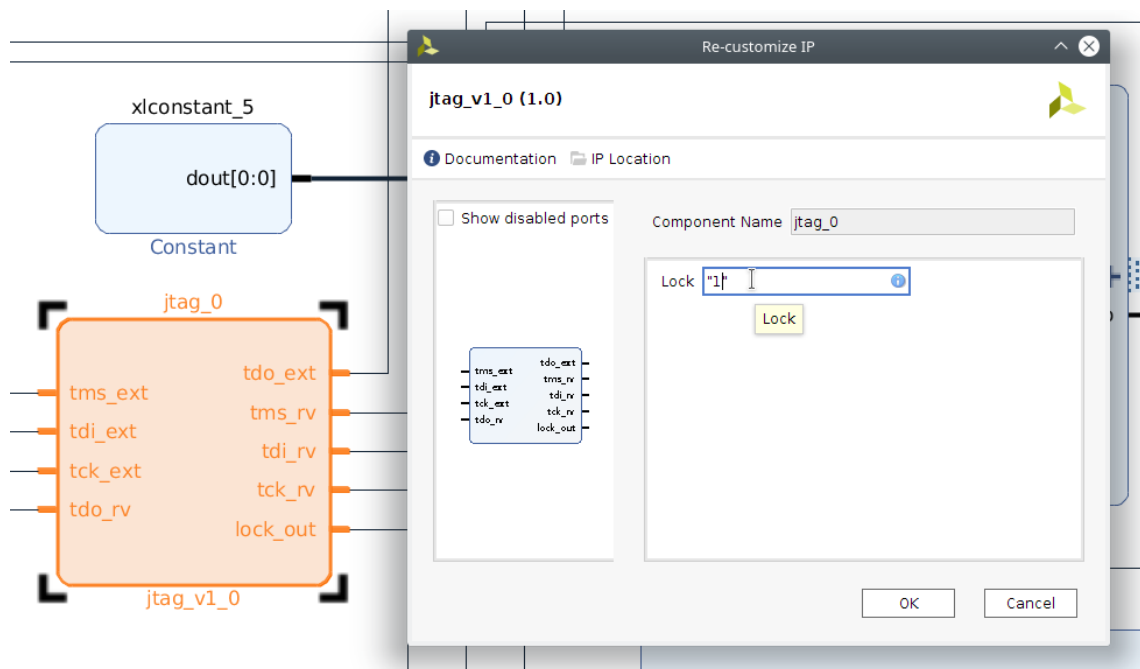 xlconstant_5
dout[0:0]
Constant
jtag_0
tms_ext
tdi_ext
tck_ext
tdo_rv
tdo_ext
tms_rv
tdi_rv
tck_rv
lock_out
jtag_v1_0
Re-customize IP
jtag_v1_0 (1.0)
Documentation IP Location
Show disabled ports
tms_ext
tdi_ext
tck_ext
tdo_rv
tdo_ext
tms_rv
tdi_rv
tck_rv
lock_out
Component Name jtag_0
Lock "1"
Lock
OK Cancel